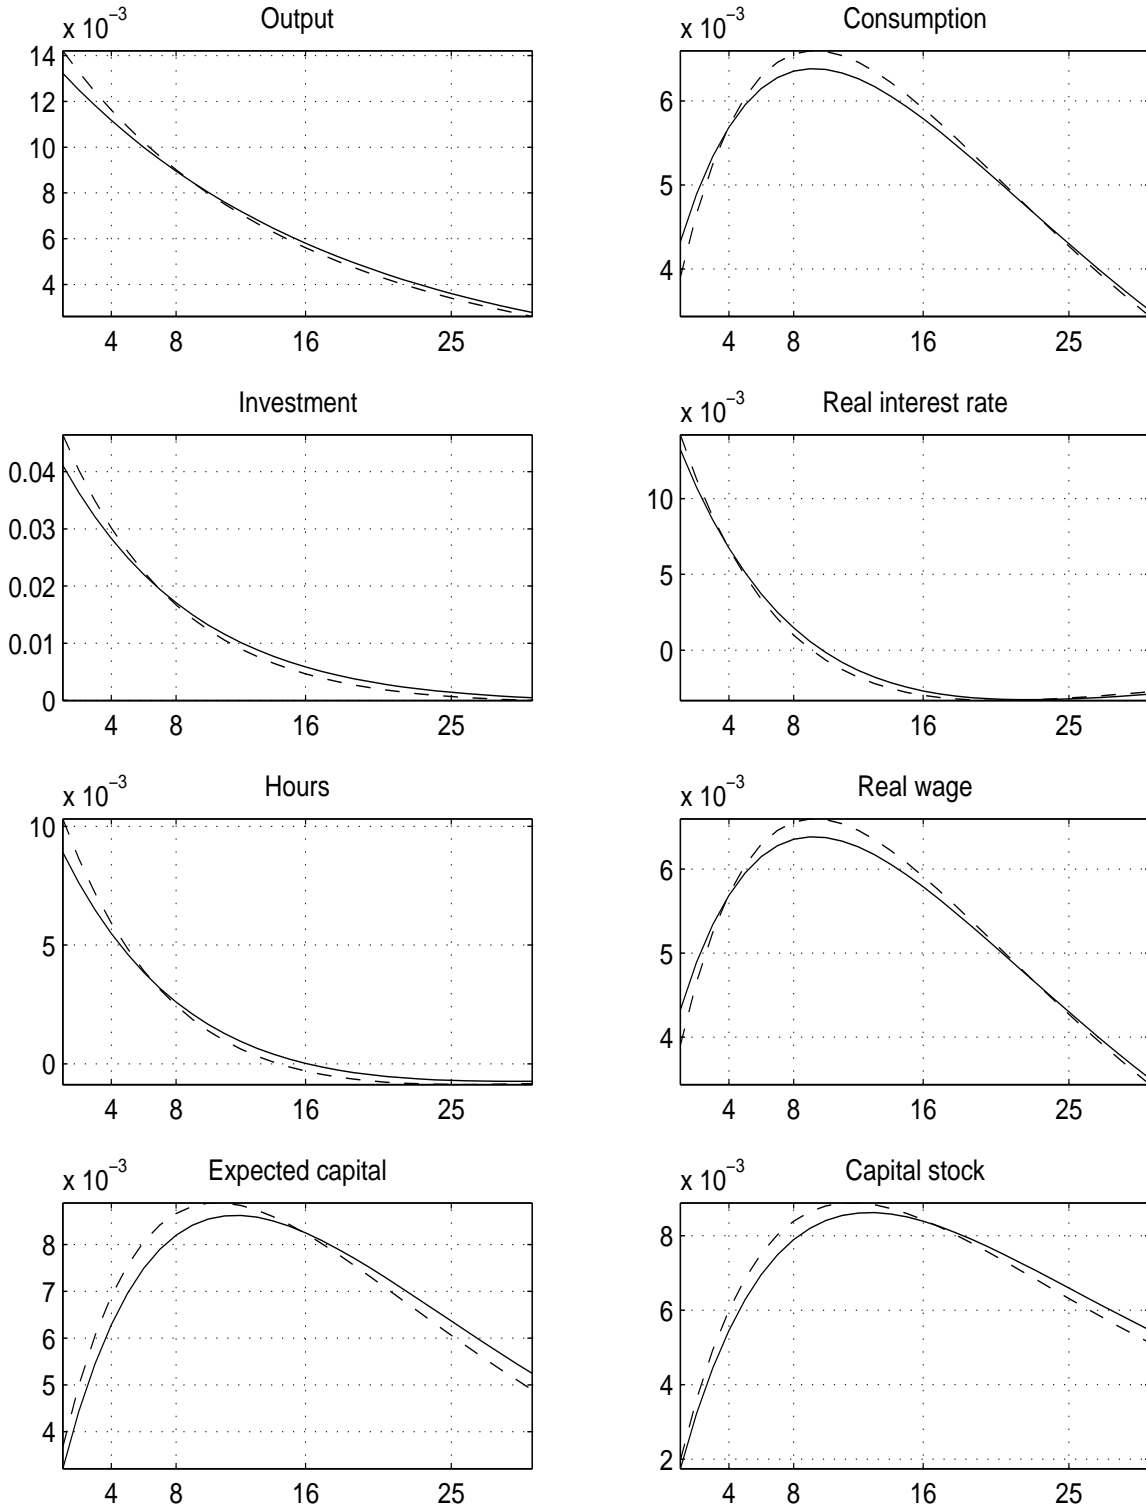 Output
x 10⁻³
14
12
10
8
6
4
4 8 16 25
Consumption
x 10⁻³
6
5
4
4 8 16 25
Investment
0.04
0.03
0.02
0.01
0
4 8 16 25
Real interest rate
x 10⁻³
10
5
0
4 8 16 25
Hours
x 10⁻³
10
5
0
4 8 16 25
Real wage
x 10⁻³
6
5
4
4 8 16 25
Expected capital
x 10⁻³
8
7
6
5
4
4 8 16 25
Capital stock
x 10⁻³
8
6
4
2
4 8 16 25